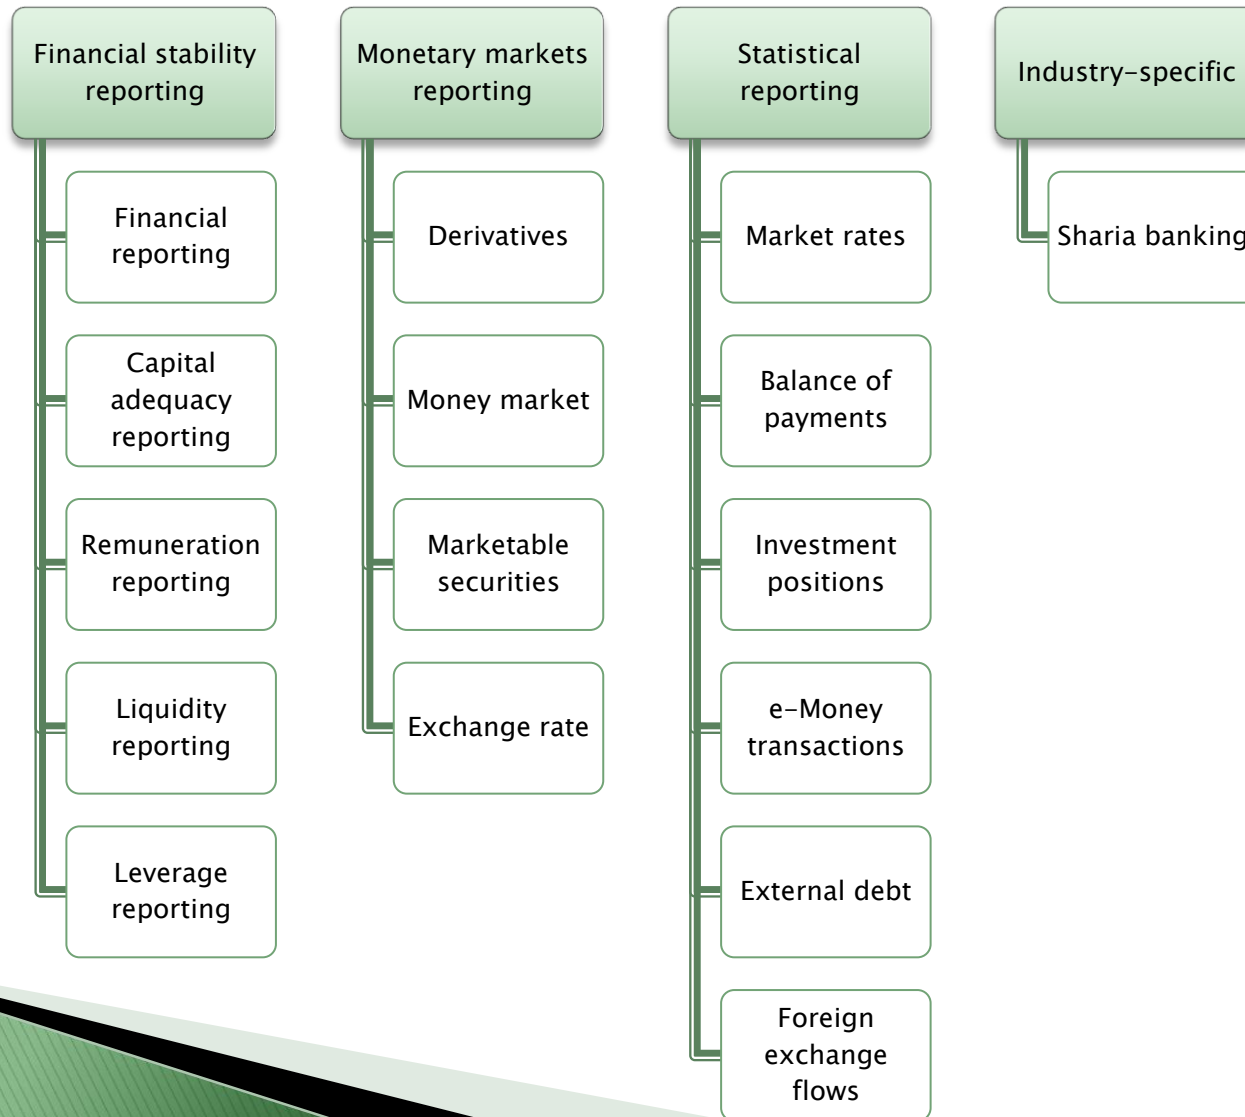 Financial stability
reporting
Financial
reporting
Capital
adequacy
reporting
Remuneration
reporting
Liquidity
reporting
Leverage
reporting
Monetary markets
reporting
Derivatives
Money market
Marketable
securities
Exchange rate
Statistical
reporting
Market rates
Balance of
payments
Investment
positions
e-Money
transactions
External debt
Foreign
exchange
flows
Industry-specific
Sharia banking